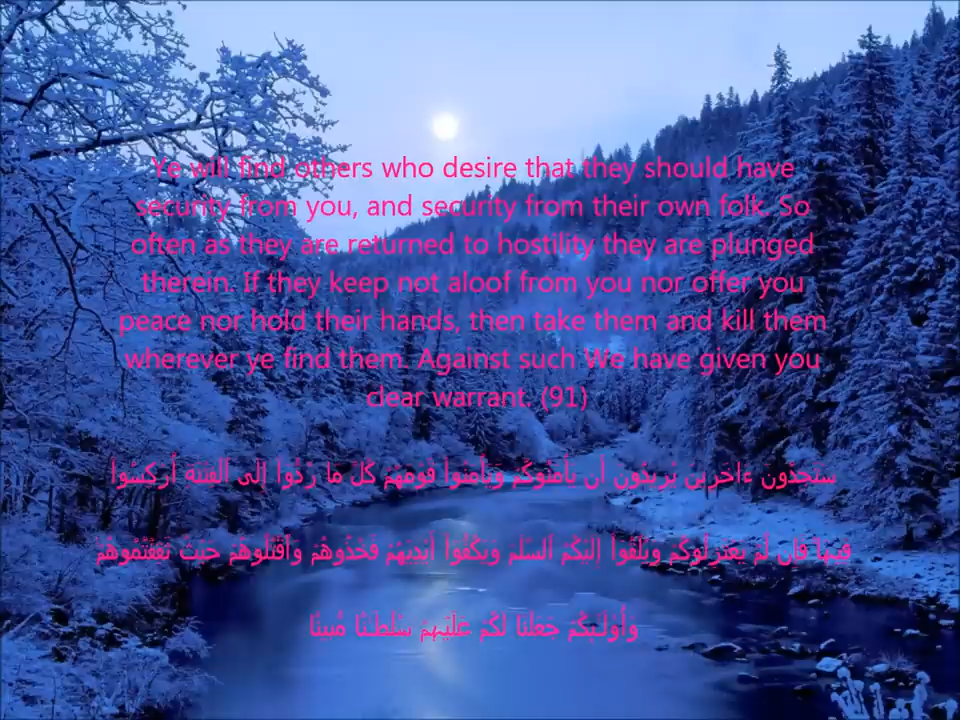 Ye will find others who desire that they should have
security from you, and security from their own folk. So
often as they are returned to hostility they are plunged
therein. If they keep not aloof from you nor offer you
peace nor hold their hands, then take them and kill them
wherever ye find them. Against such We have given you
clear warrant. (91)
سَتَجِدُونَ ءَاخَرِينَ يُرِيدُونَ أَن يَأْمَنُوكُمْ وَيَأْمَنُوا۟ قَوْمَهُمْ كُلَّ مَا رُدُّوٓا۟ إِلَى ٱلْفِتْنَةِ أُرْكِسُوا۟
فِيهَا ۚ فَإِن لَّمْ يَعْتَزِلُوكُمْ وَيُلْقُوٓا۟ إِلَيْكُمُ ٱلسَّلَمَ وَيَكُفُّوٓا۟ أَيْدِيَهُمْ فَخُذُوهُمْ وَٱقْتُلُوهُمْ حَيْثُ ثَقِفْتُمُوهُمْ ۚ
وَأُو۟لَـٰٓئِكُمْ جَعَلْنَا لَكُمْ عَلَيْهِمْ سُلْطَـٰنًا مُّبِينًا